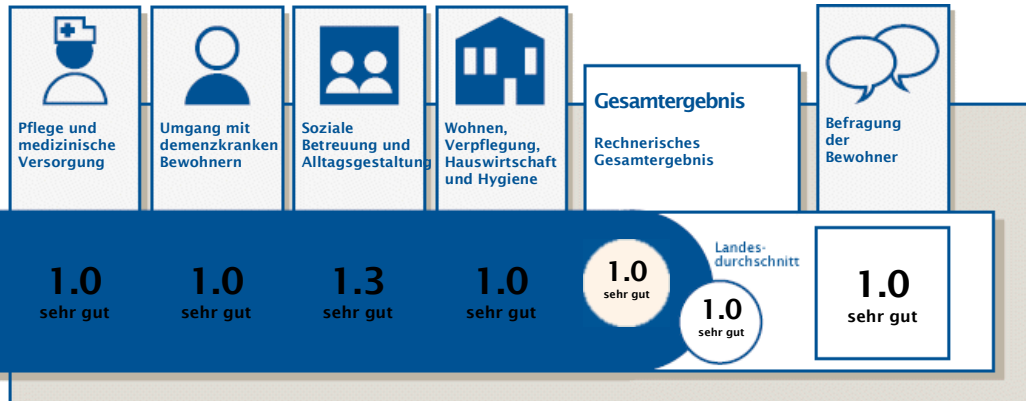 Pflege und
medizinische
Versorgung
Umgang mit
demenzkranken
Bewohnern
Soziale
Betreuung und
Alltagsgestaltung
Wohnen,
Verpflegung,
Hauswirtschaft
und Hygiene
Gesamtergebnis
Rechnerisches
Gesamtergebnis
Befragung
der
Bewohner
1.0
sehr gut
1.0
sehr gut
1.3
sehr gut
1.0
sehr gut
1.0
sehr gut
Landes-
durchschnitt
1.0
sehr gut
1.0
sehr gut